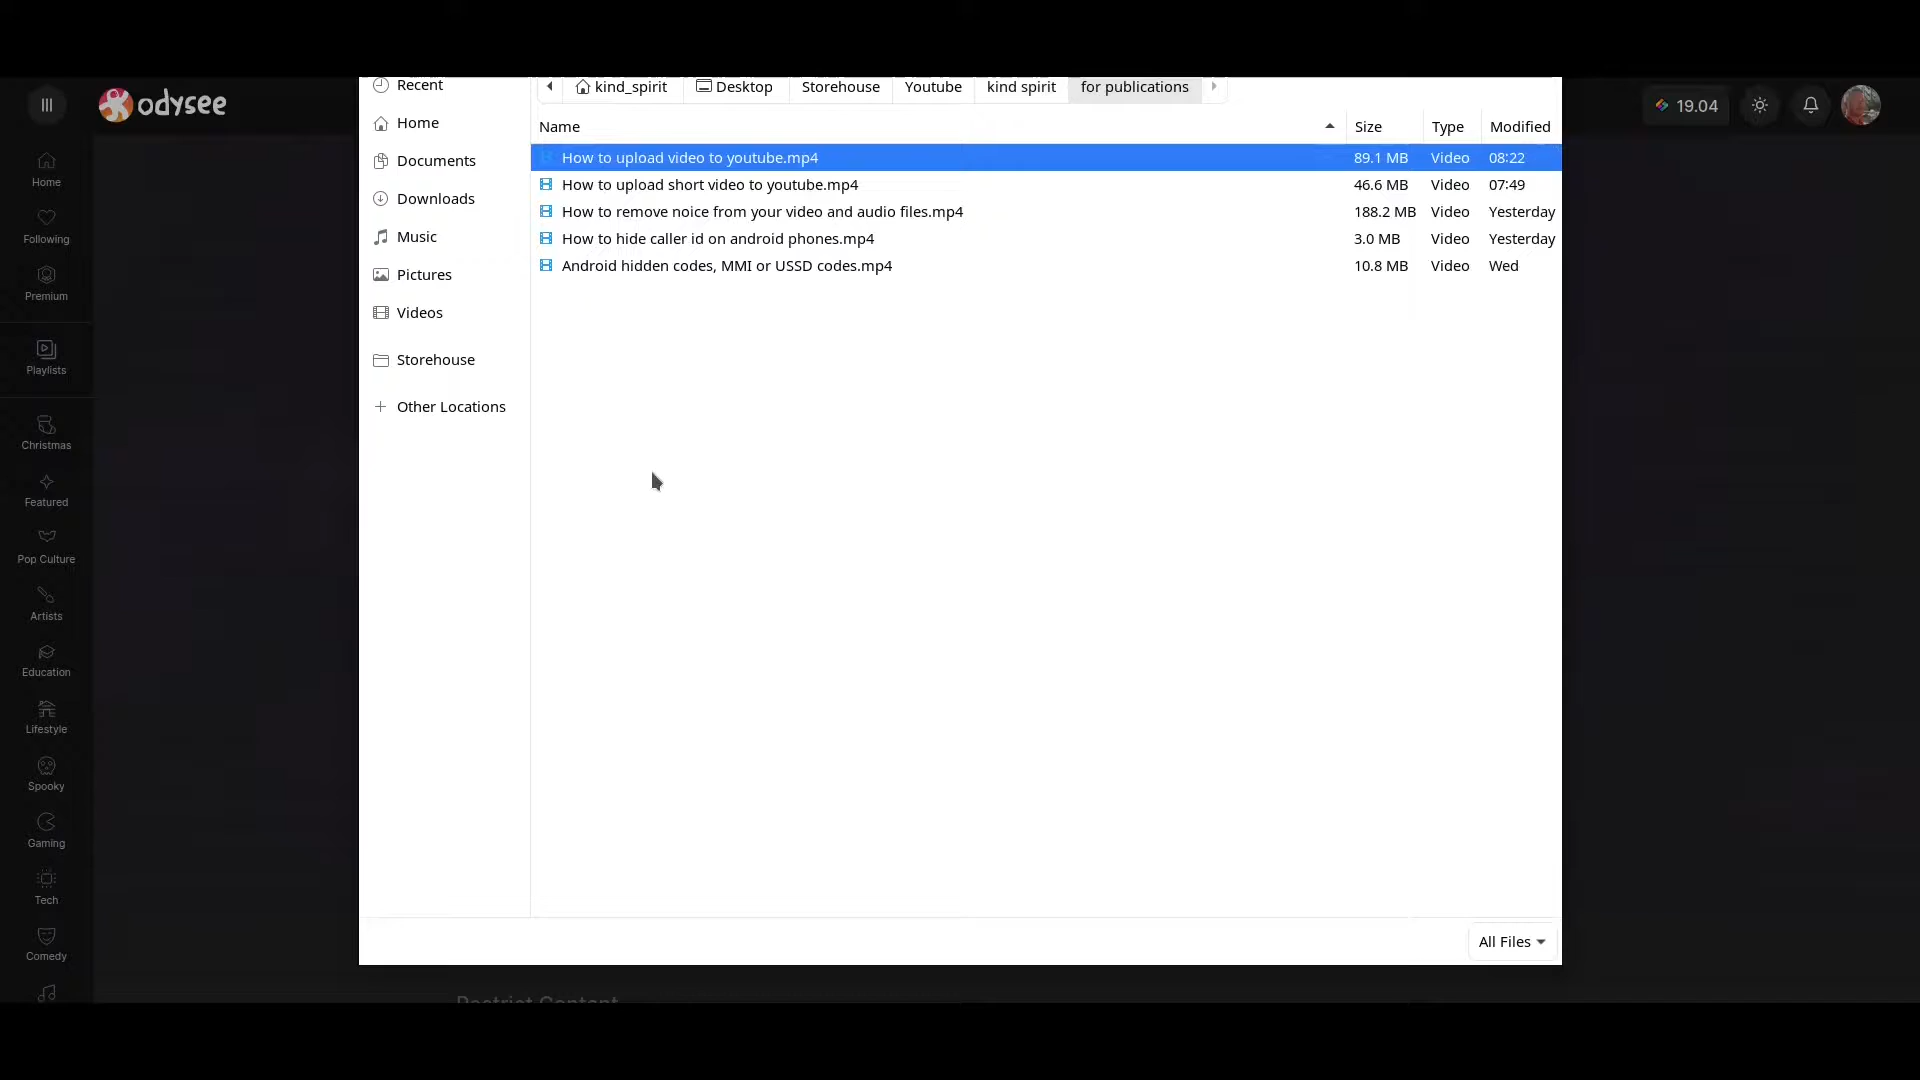 Recent
kind_spirit Desktop Storehouse Youtube kind spirit for publications
odysee
19.04
Home
Name Size Type Modified
How to upload video to youtube.mp4 89.1 MB Video 08:22
How to upload short video to youtube.mp4 46.6 MB Video 07:49
How to remove noice from your video and audio files.mp4 188.2 MB Video Yesterday
How to hide caller id on android phones.mp4 3.0 MB Video Yesterday
Android hidden codes, MMI or USSD codes.mp4 10.8 MB Video Wed
Documents
Downloads
Music
Pictures
Videos
Storehouse
Other Locations
Home
Following
Premium
Playlists
Christmas
Featured
Pop Culture
Artists
Education
Lifestyle
Spooky
Gaming
Tech
Comedy
All Files
Restrict Content